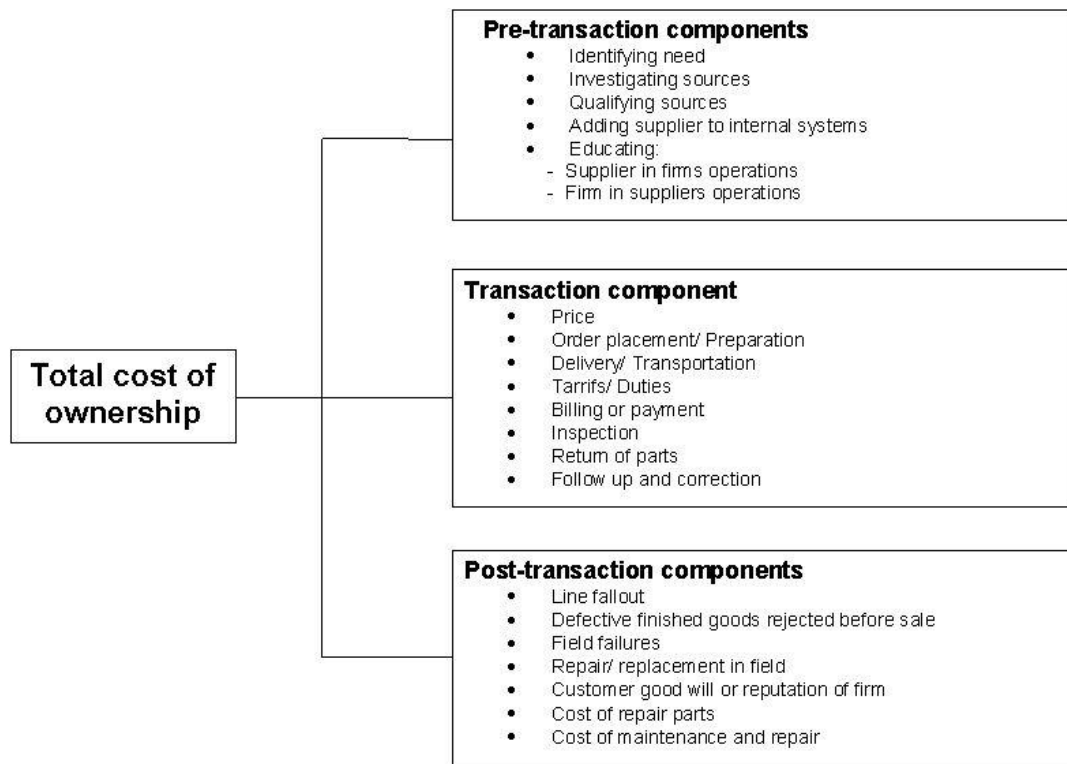 Pre-transaction components
• Identifying need
• Investigating sources
• Qualifying sources
• Adding supplier to internal systems
• Educating:
- Supplier in firms operations
- Firm in suppliers operations
Total cost of
ownership
Transaction component
• Price
• Order placement/ Preparation
• Delivery/ Transportation
• Tarrifs/ Duties
• Billing or payment
• Inspection
• Return of parts
• Follow up and correction
Post-transaction components
• Line fallout
• Defective finished goods rejected before sale
• Field failures
• Repair/ replacement in field
• Customer good will or reputation of firm
• Cost of repair parts
• Cost of maintenance and repair